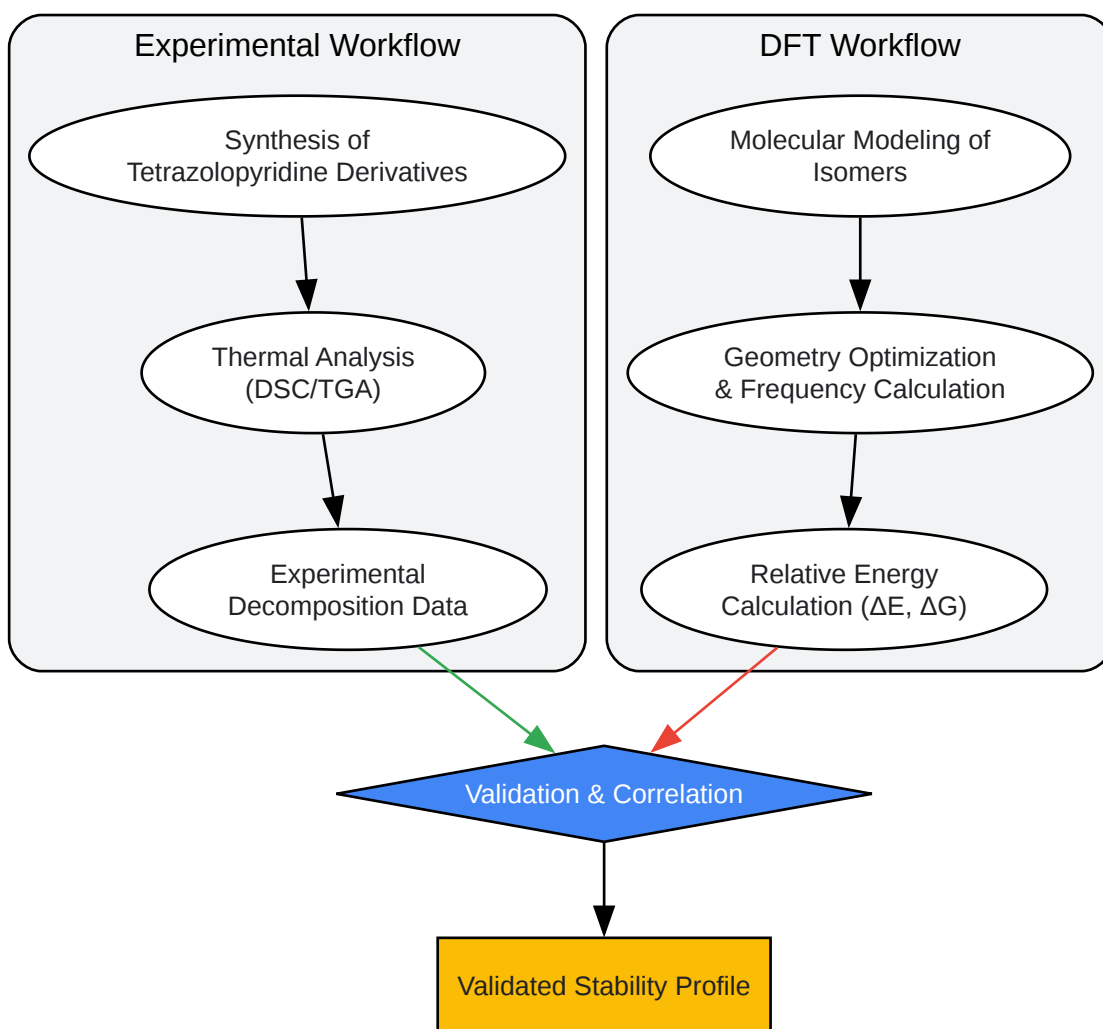 Experimental Workflow
Synthesis of
Tetrazolopyridine Derivatives
Thermal Analysis
(DSC/TGA)
Experimental
Decomposition Data
DFT Workflow
Molecular Modeling of
Isomers
Geometry Optimization
& Frequency Calculation
Relative Energy
Calculation (ΔE, ΔG)
Validation & Correlation
Validated Stability Profile